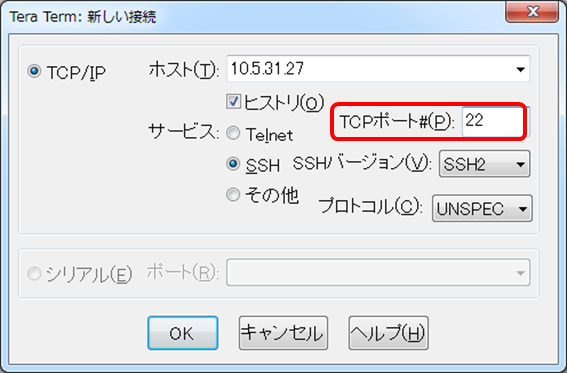 Tera Term: 新しい接続
TCP/IP
ホスト(T): 10.5.31.27
ヒストリ(O)
サービス: Telnet
TCPポート#(P): 22
SSH
SSHバージョン(V): SSH2
その他
プロトコル(C): UNSPEC
シリアル(E)
ポート(R):
OK
キャンセル
ヘルプ(H)